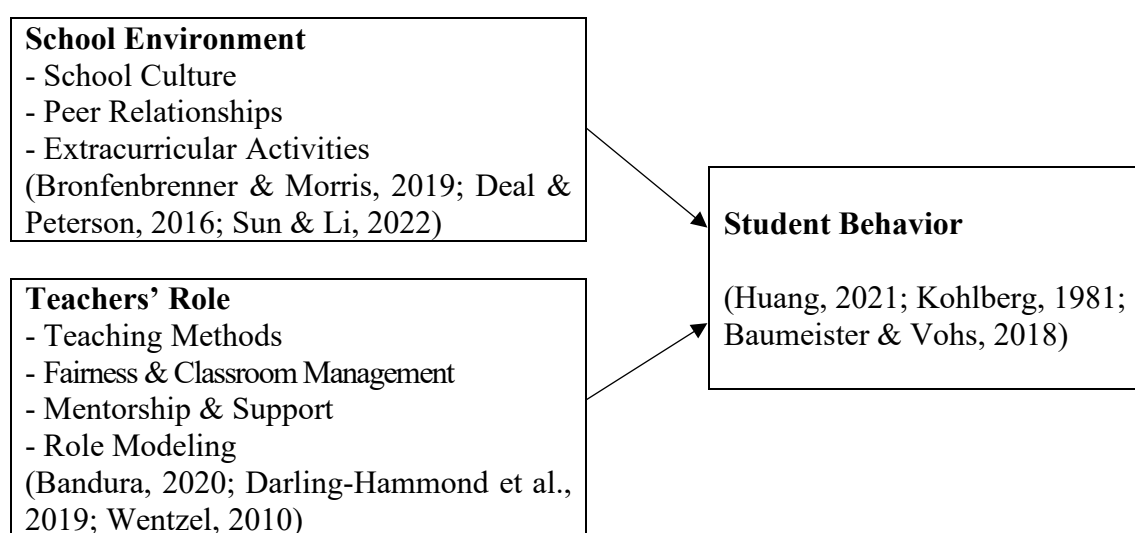 School Environment
- School Culture
- Peer Relationships
- Extracurricular Activities
(Bronfenbrenner & Morris, 2019; Deal &
Peterson, 2016; Sun & Li, 2022)
Teachers’ Role
- Teaching Methods
- Fairness & Classroom Management
- Mentorship & Support
- Role Modeling
(Bandura, 2020; Darling-Hammond et al.,
2019; Wentzel, 2010)
Student Behavior
(Huang, 2021; Kohlberg, 1981;
Baumeister & Vohs, 2018)